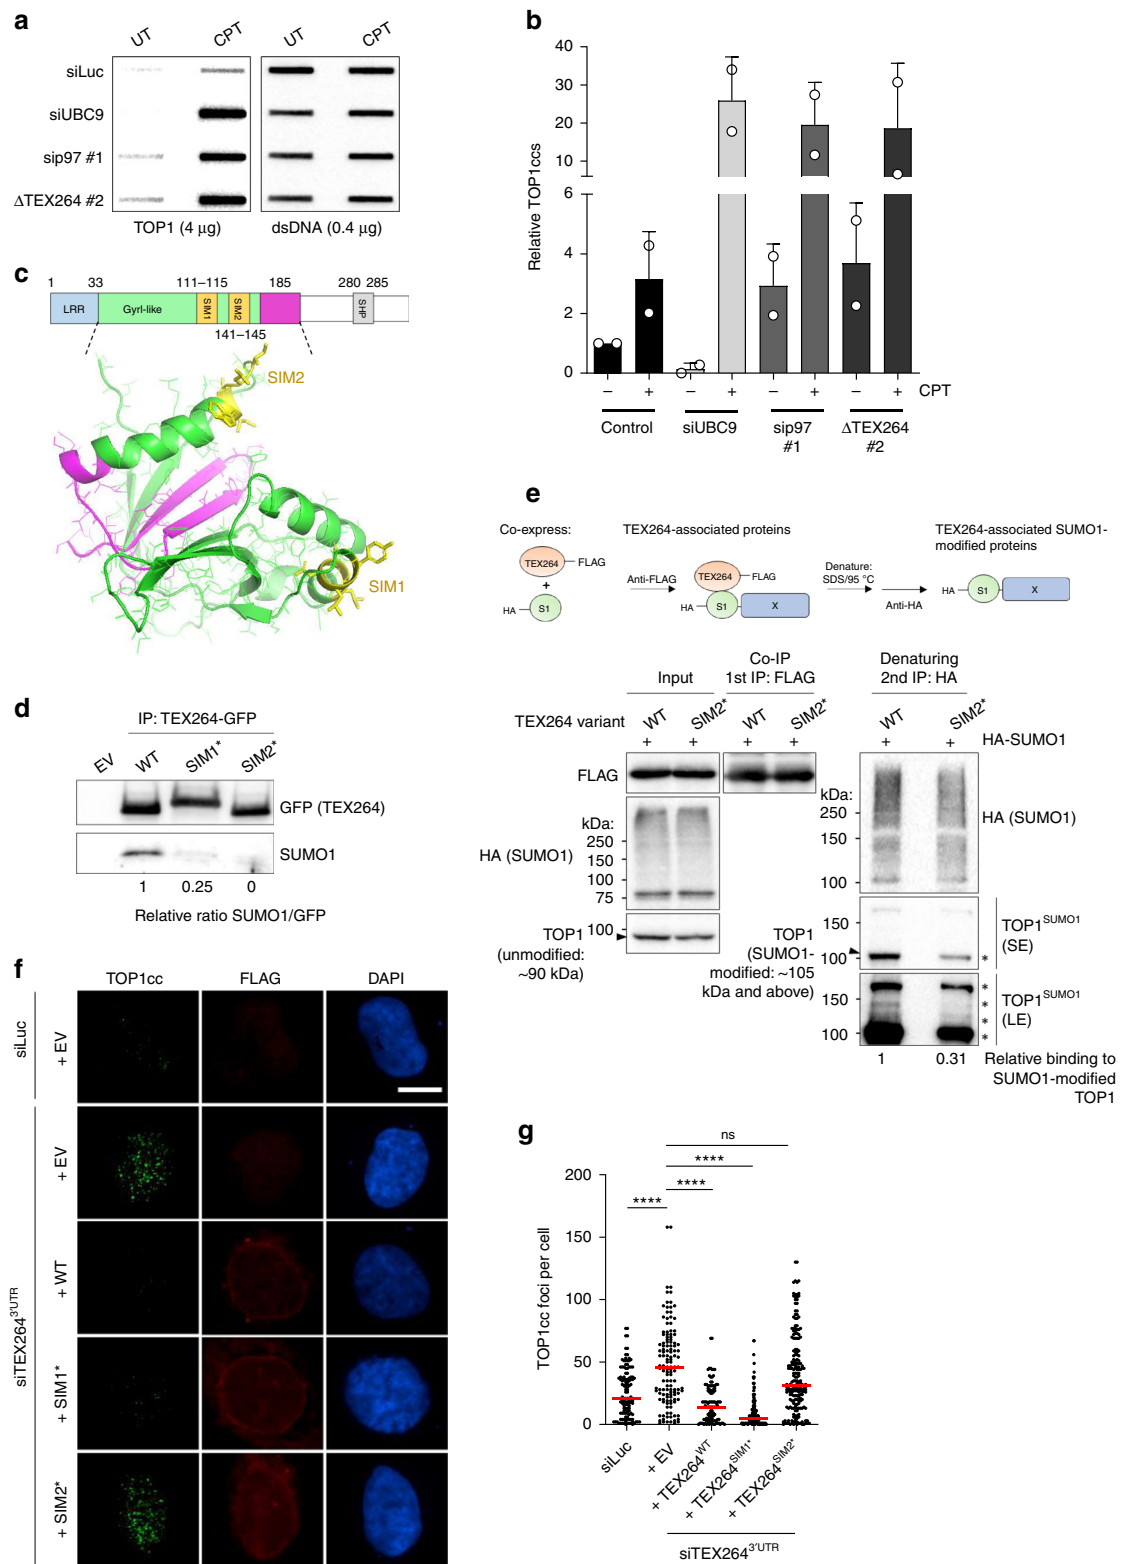 a
UT
CPT
UT
CPT
siLuc
siUBC9
sip97 #1
ΔTEX264 #2
TOP1 (4 µg)
dsDNA (0.4 µg)
b
Relative TOP1ccs
40
30
20
10
6
4
2
0
– + – + – + – + CPT
Control
siUBC9
sip97 #1
ΔTEX264 #2
c
1
33
111–115
185
280
285
LRR
GyrI-like
SIM1
SIM2
SHP
141–145
SIM2
SIM1
d
IP: TEX264-GFP
EV
WT
SIM1*
SIM2*
GFP (TEX264)
SUMO1
1
0.25
0
Relative ratio SUMO1/GFP
e
Co-express:
TEX264
FLAG
+
HA
S1
Anti-FLAG
TEX264-associated proteins
TEX264
FLAG
HA
S1
X
Denature:
SDS/95 °C
Anti-HA
TEX264-associated SUMO1-
modified proteins
HA
S1
X
Input
Co-IP
1st IP: FLAG
Denaturing
2nd IP: HA
TEX264 variant
WT
SIM2*
WT
SIM2*
WT
SIM2*
+ + + + + + HA-SUMO1
FLAG
HA (SUMO1)
kDa:
250
150
100
75
TOP1
(unmodified:
~90 kDa)
100
kDa:
250
150
100
HA (SUMO1)
TOP1
(SUMO1-
modified: ~105
kDa and above)
150
100
*
TOP1SUMO1
(SE)
150
100
*
*
*
*
TOP1SUMO1
(LE)
1
0.31
Relative binding to
SUMO1-modified
TOP1
f
TOP1cc
FLAG
DAPI
siLuc
+ EV
siTEX2643'UTR
+ EV
+ WT
+ SIM1*
+ SIM2*
g
ns
****
****
****
TOP1cc foci per cell
200
150
100
50
0
siLuc
+ EV
+ TEX264WT
+ TEX264SIM1*
+ TEX264SIM2*
siTEX2643'UTR